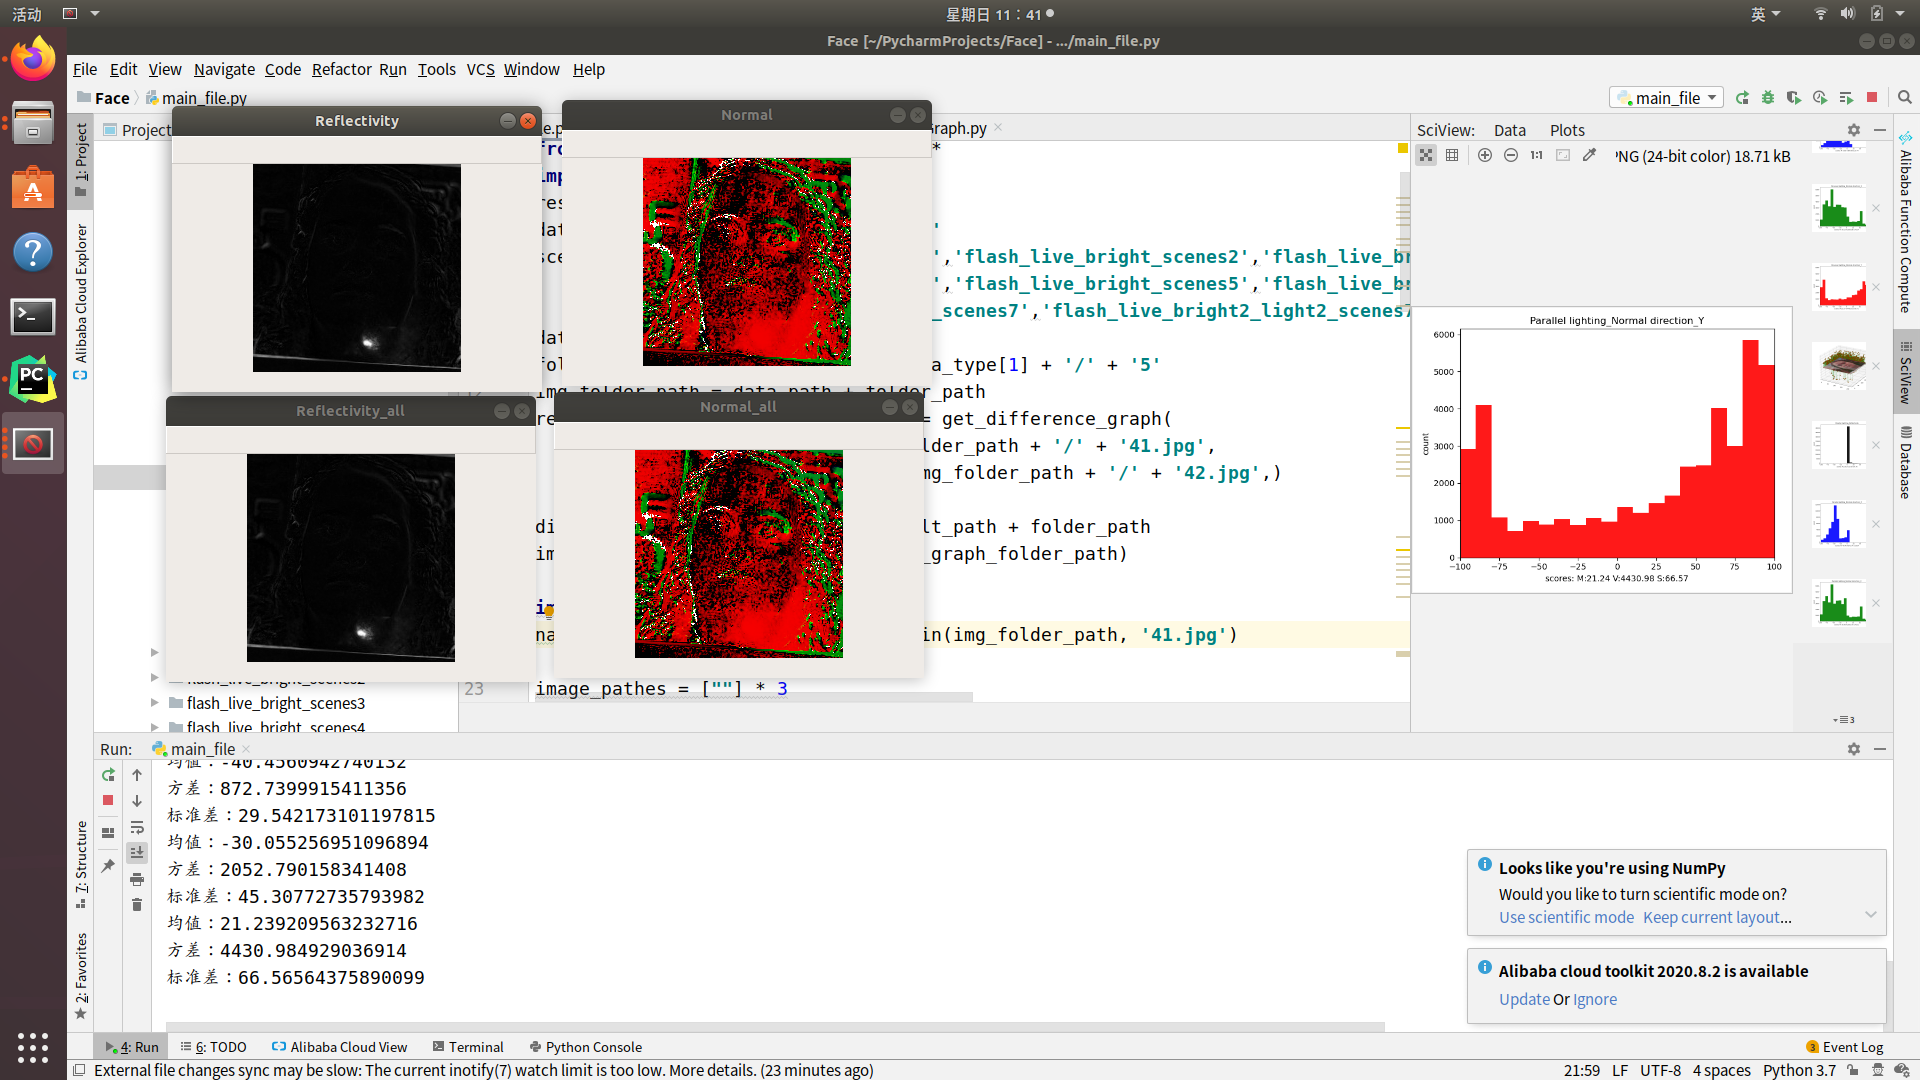 活动
星期日 11：41
英
Face [~/PycharmProjects/Face] - .../main_file.py
File Edit View Navigate Code Refactor Run Tools VCS Window Help
Face main_file.py
main_file
1: Project
Alibaba Cloud Explorer
7: Structure
2: Favorites
Project
Reflectivity
Normal
Reflectivity_all
Normal_all
Graph.py
*
'
','flash_live_bright_scenes2','flash_live_br
','flash_live_bright_scenes5','flash_live_br
_scenes7','flash_live_bright2_light2_scenes7
a_type[1] + '/' + '5'
img_folder_path = data_path + folder_path
= get_difference_graph(
lder_path + '/' + '41.jpg',
mg_folder_path + '/' + '42.jpg',)
lt_path + folder_path
_graph_folder_path)
in(img_folder_path, '41.jpg')
23 image_pathes = [""] * 3
flash_live_bright_scenes2
flash_live_bright_scenes3
flash_live_bright_scenes4
SciView: Data Plots
1:1 PNG (24-bit color) 18.71 kB
Parallel lighting_Normal direction_Y
6000
5000
4000
3000
2000
1000
0
count
−100 −75 −50 −25 0 25 50 75 100
scores: M:21.24 V:4430.98 S:66.57
3
Alibaba Function Compute
SciView
Database
Run: main_file
均值：-40.4560942740132
方差：872.7399915411356
标准差：29.542173101197815
均值：-30.055256951096894
方差：2052.790158341408
标准差：45.30772735793982
均值：21.239209563232716
方差：4430.984929036914
标准差：66.56564375890099
Looks like you're using NumPy
Would you like to turn scientific mode on?
Use scientific mode Keep current layout...
Alibaba cloud toolkit 2020.8.2 is available
Update Or Ignore
4: Run 6: TODO Alibaba Cloud View Terminal Python Console 3 Event Log
External file changes sync may be slow: The current inotify(7) watch limit is too low. More details. (23 minutes ago) 21:59 LF UTF-8 4 spaces Python 3.7